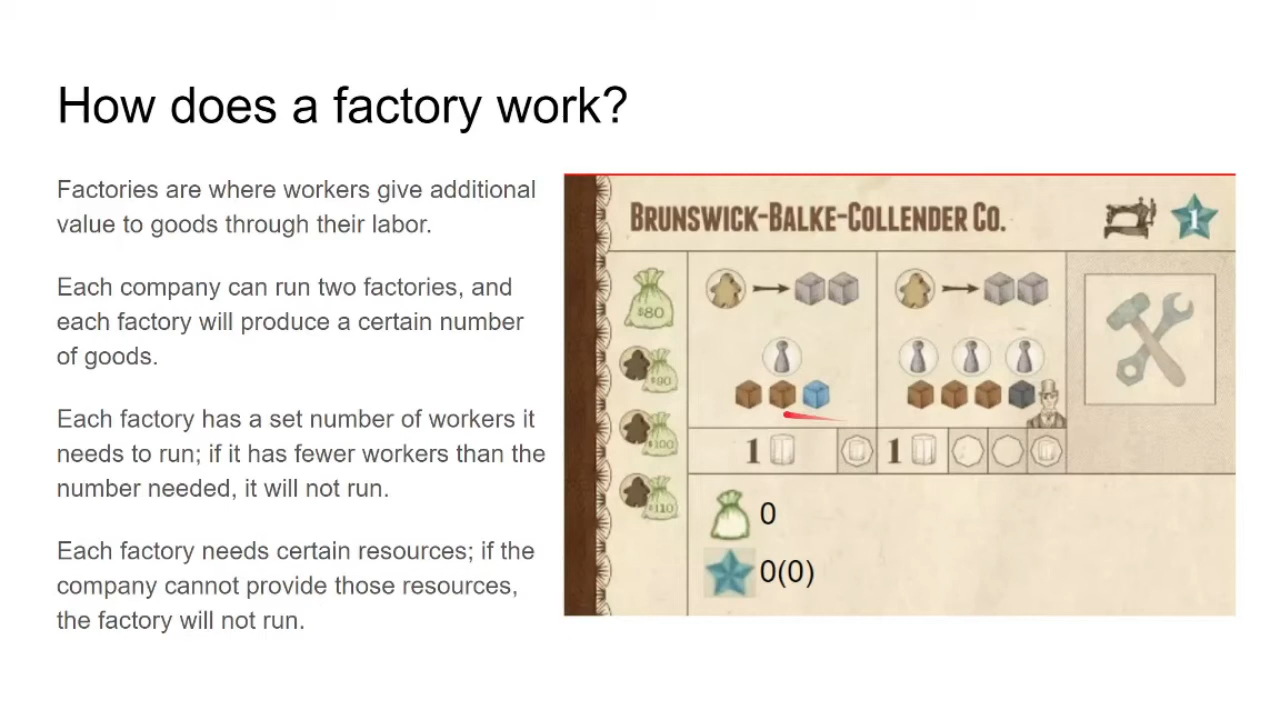 How does a factory work?
Factories are where workers give additional
value to goods through their labor.
Each company can run two factories, and
each factory will produce a certain number
of goods.
Each factory has a set number of workers it
needs to run; if it has fewer workers than the
number needed, it will not run.
Each factory needs certain resources; if the
company cannot provide those resources,
the factory will not run.
BRUNSWICK-BALKE-COLLENDER CO.
1
$80
$90
$100
$110
1
1
0
0(0)